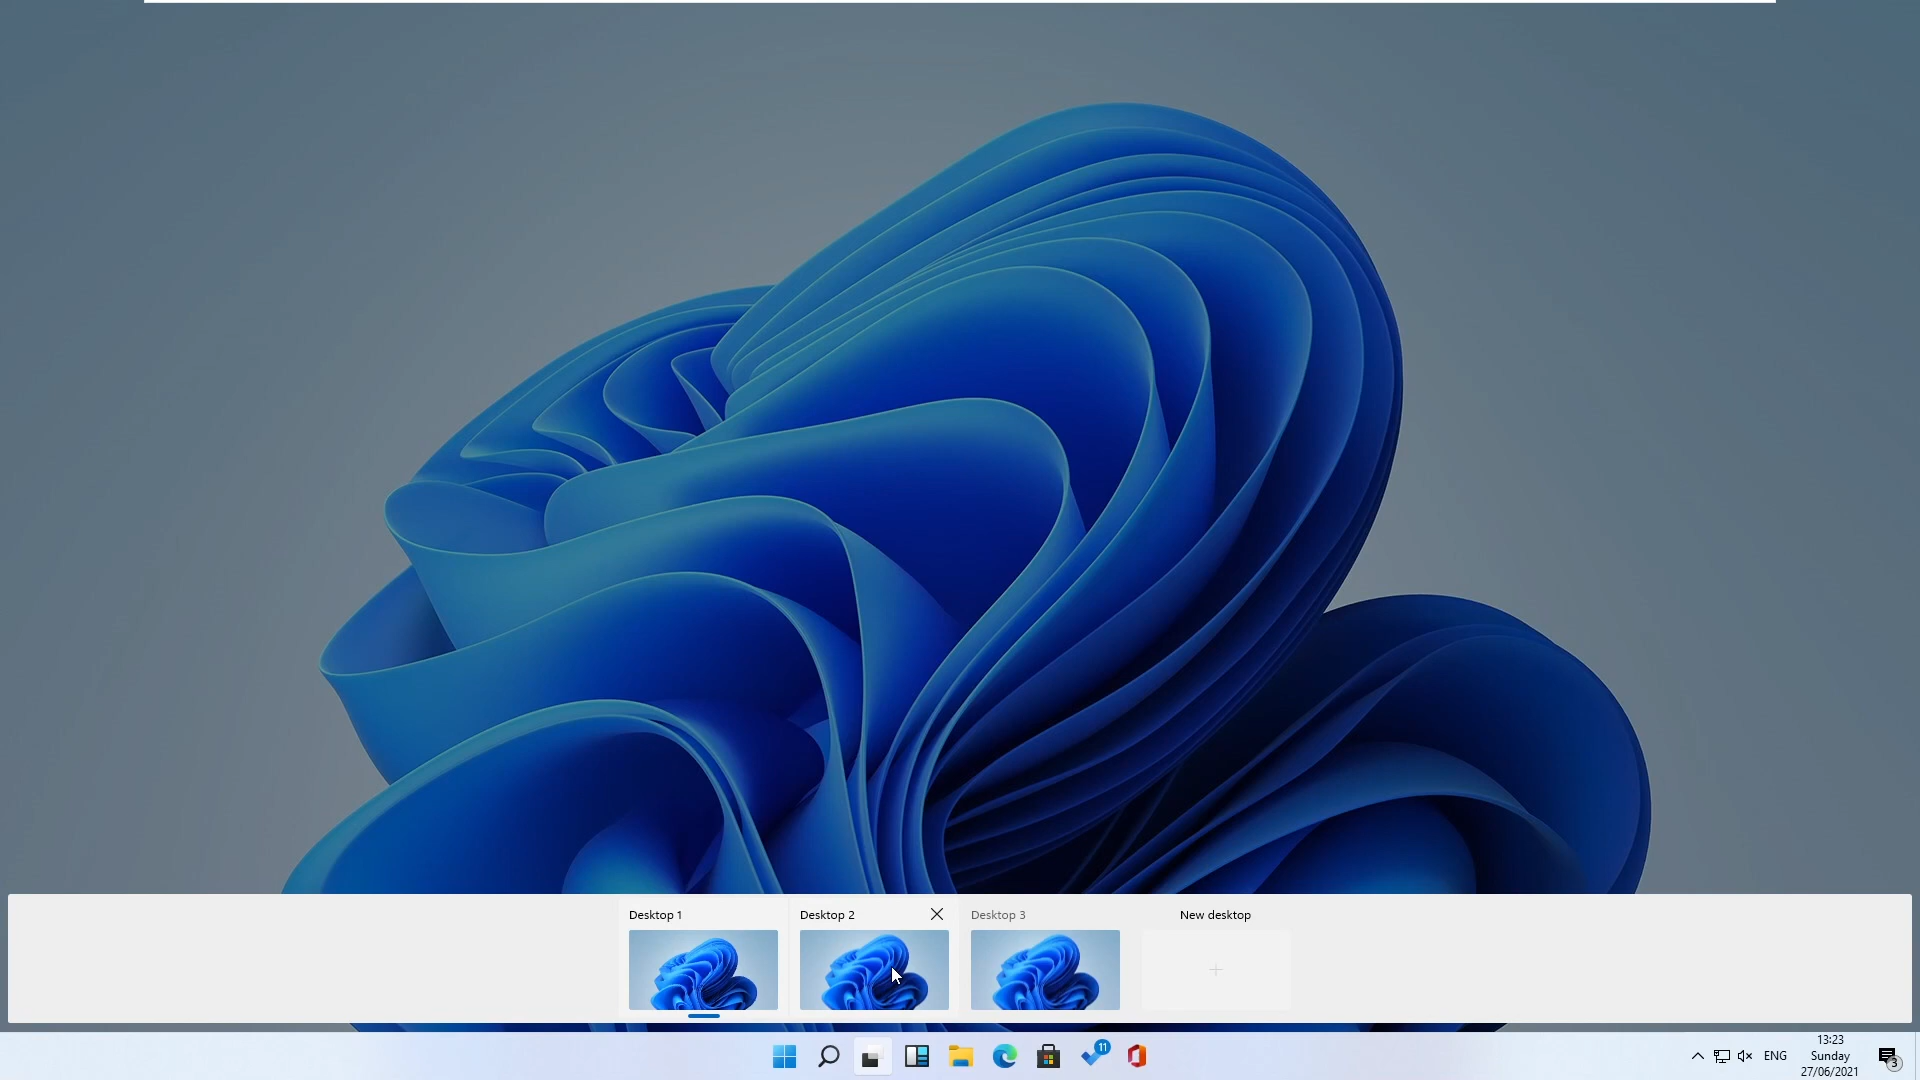 Desktop 1
Desktop 2
Desktop 3
New desktop
11
ENG
13:23
Sunday
27/06/2021
3